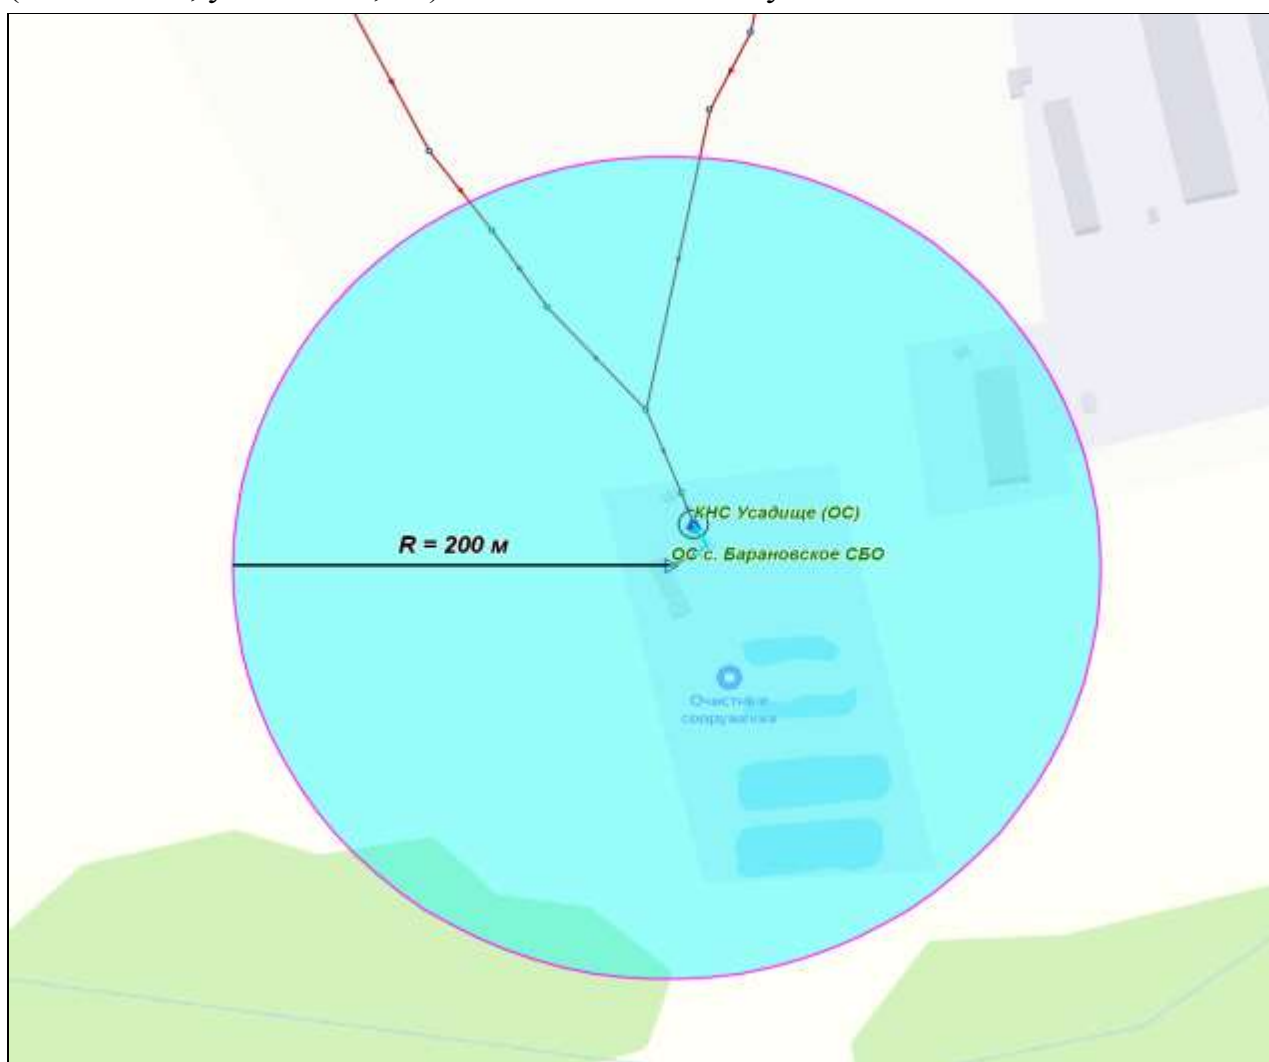 КНС Усадище (ОС)
R = 200 м
ОС с. Барановское СБО
Очистные
сооружения